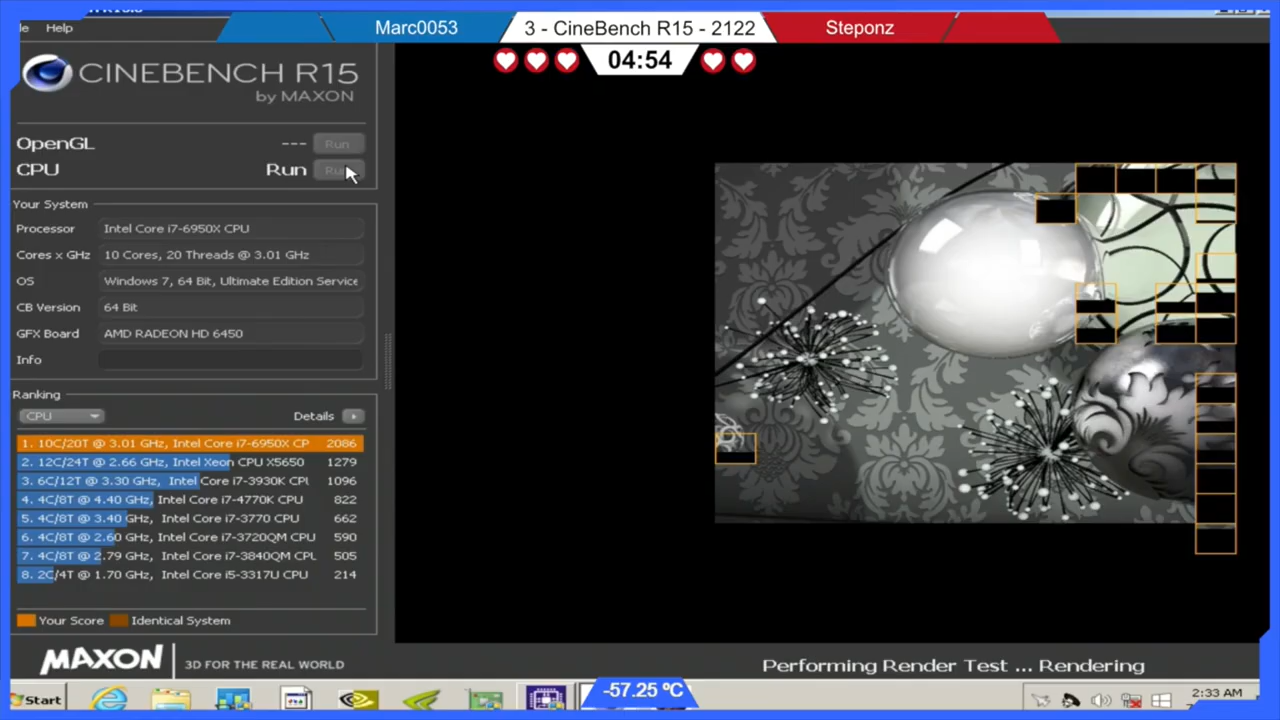 Marc0053
3 - CineBench R15 - 2122
Steponz
04:54
Help
CINEBENCH R15
by MAXON
OpenGL --- Run
CPU Run
Your System
Processor Intel Core i7-6950X CPU
Cores x GHz 10 Cores, 20 Threads @ 3.01 GHz
OS Windows 7, 64 Bit, Ultimate Edition Service
CB Version 64 Bit
GFX Board AMD RADEON HD 6450
Info
Ranking
CPU Details
1. 10C/20T @ 3.01 GHz, Intel Core i7-6950X CP 2086
2. 12C/24T @ 2.66 GHz, Intel Xeon CPU X5650 1279
3. 6C/12T @ 3.30 GHz, Intel Core i7-3930K CPU 1096
4. 4C/8T @ 4.40 GHz, Intel Core i7-4770K CPU 822
5. 4C/8T @ 3.40 GHz, Intel Core i7-3770 CPU 662
6. 4C/8T @ 2.60 GHz, Intel Core i7-3720QM CPU 590
7. 4C/8T @ 2.79 GHz, Intel Core i7-3840QM CPU 505
8. 2C/4T @ 1.70 GHz, Intel Core i5-3317U CPU 214
Your Score Identical System
MAXON 3D FOR THE REAL WORLD
Performing Render Test ... Rendering
Start
-57.25 ºC
2:33 AM